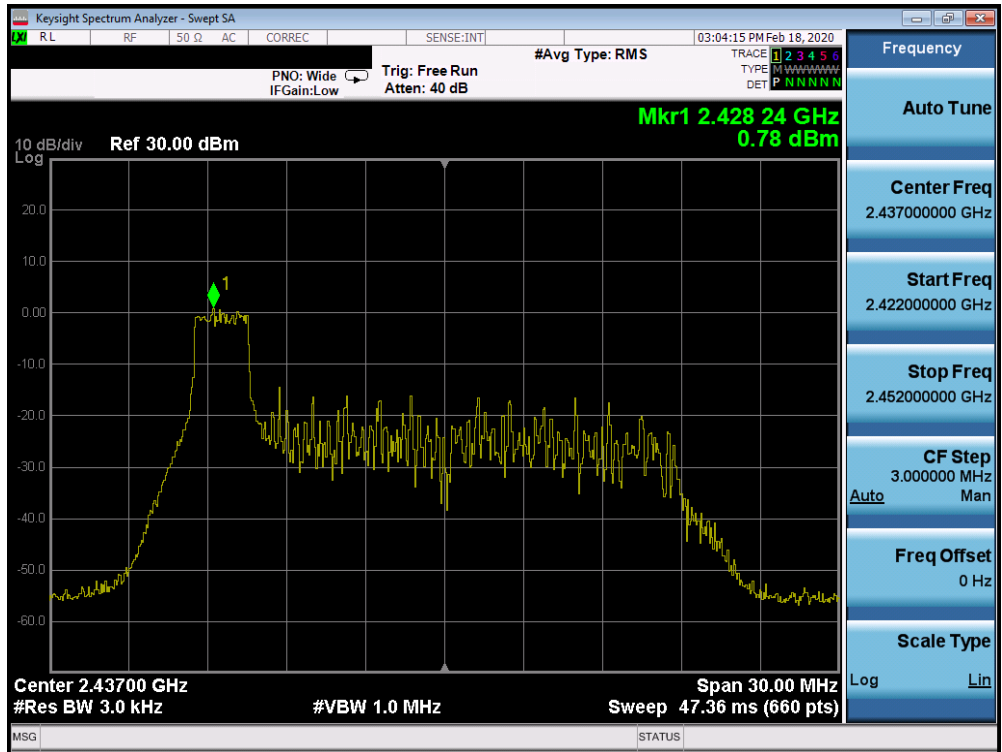 Keysight Spectrum Analyzer - Swept SA
LXI RL RF 50 Ω AC CORREC SENSE:INT 03:04:15 PM Feb 18, 2020
Frequency
#Avg Type: RMS
TRACE 1 2 3 4 5 6
PNO: Wide Trig: Free Run
TYPE M W W W W W
IFGain:Low Atten: 40 dB
DET P N N N N N
Auto Tune
Mkr1 2.428 24 GHz
0.78 dBm
10 dB/div Ref 30.00 dBm
Log
Center Freq
2.437000000 GHz
20.0
10.0
1
Start Freq
2.422000000 GHz
0.00
-10.0
Stop Freq
2.452000000 GHz
-20.0
-30.0
CF Step
3.000000 MHz
Auto Man
-40.0
-50.0
Freq Offset
0 Hz
-60.0
Scale Type
Log Lin
Center 2.43700 GHz Span 30.00 MHz
#Res BW 3.0 kHz #VBW 1.0 MHz Sweep 47.36 ms (660 pts)
MSG STATUS